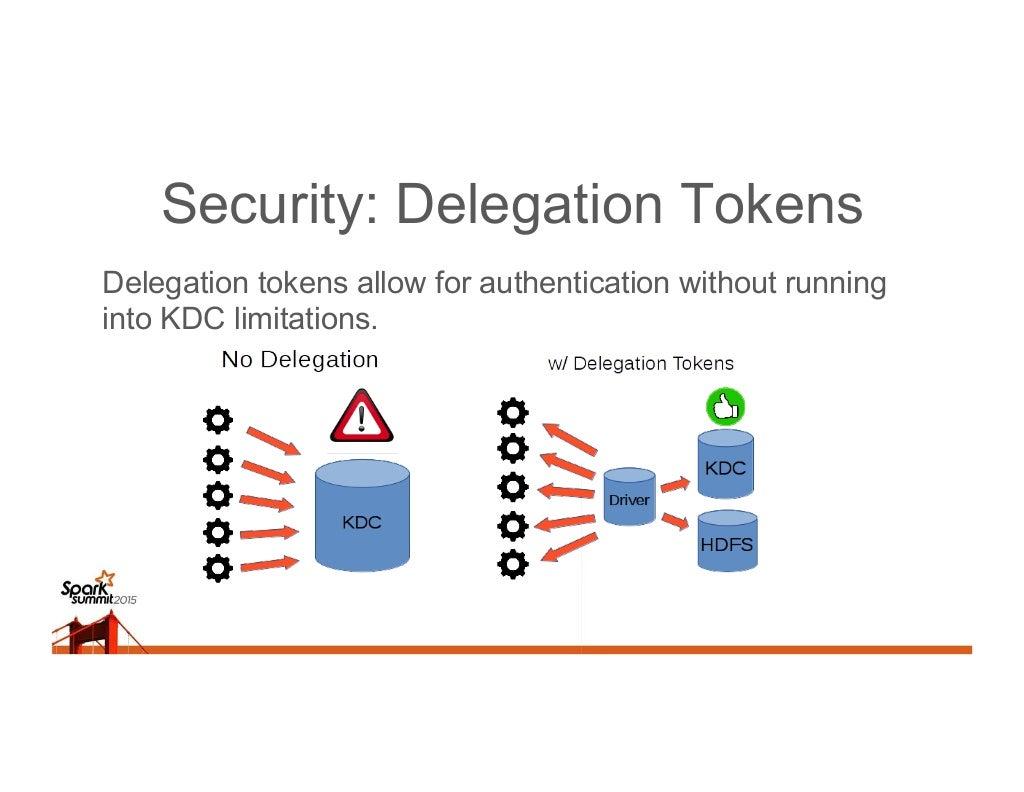 Security: Delegation Tokens
Delegation tokens allow for authentication without running
into KDC limitations.
No Delegation
w/ Delegation Tokens
!
KDC
KDC
Driver
HDFS
Spark
summit 2015